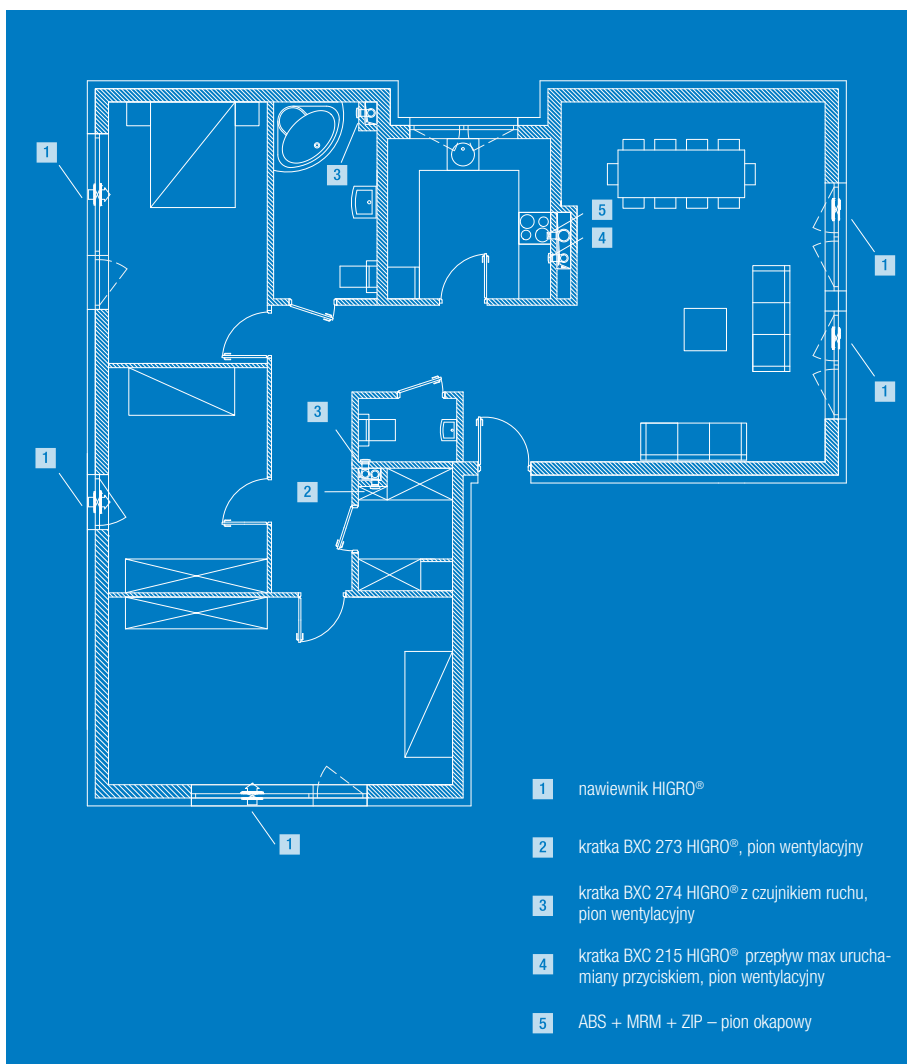 1
3
5
4
1
1
3
1
2
1
1 nawiewnik HIGRO®
2 kratka BXC 273 HIGRO®, pion wentylacyjny
3 kratka BXC 274 HIGRO® z czujnikiem ruchu,
pion wentylacyjny
4 kratka BXC 215 HIGRO® przepływ max urucha-
miany przyciskiem, pion wentylacyjny
5 ABS + MRM + ZIP – pion okapowy